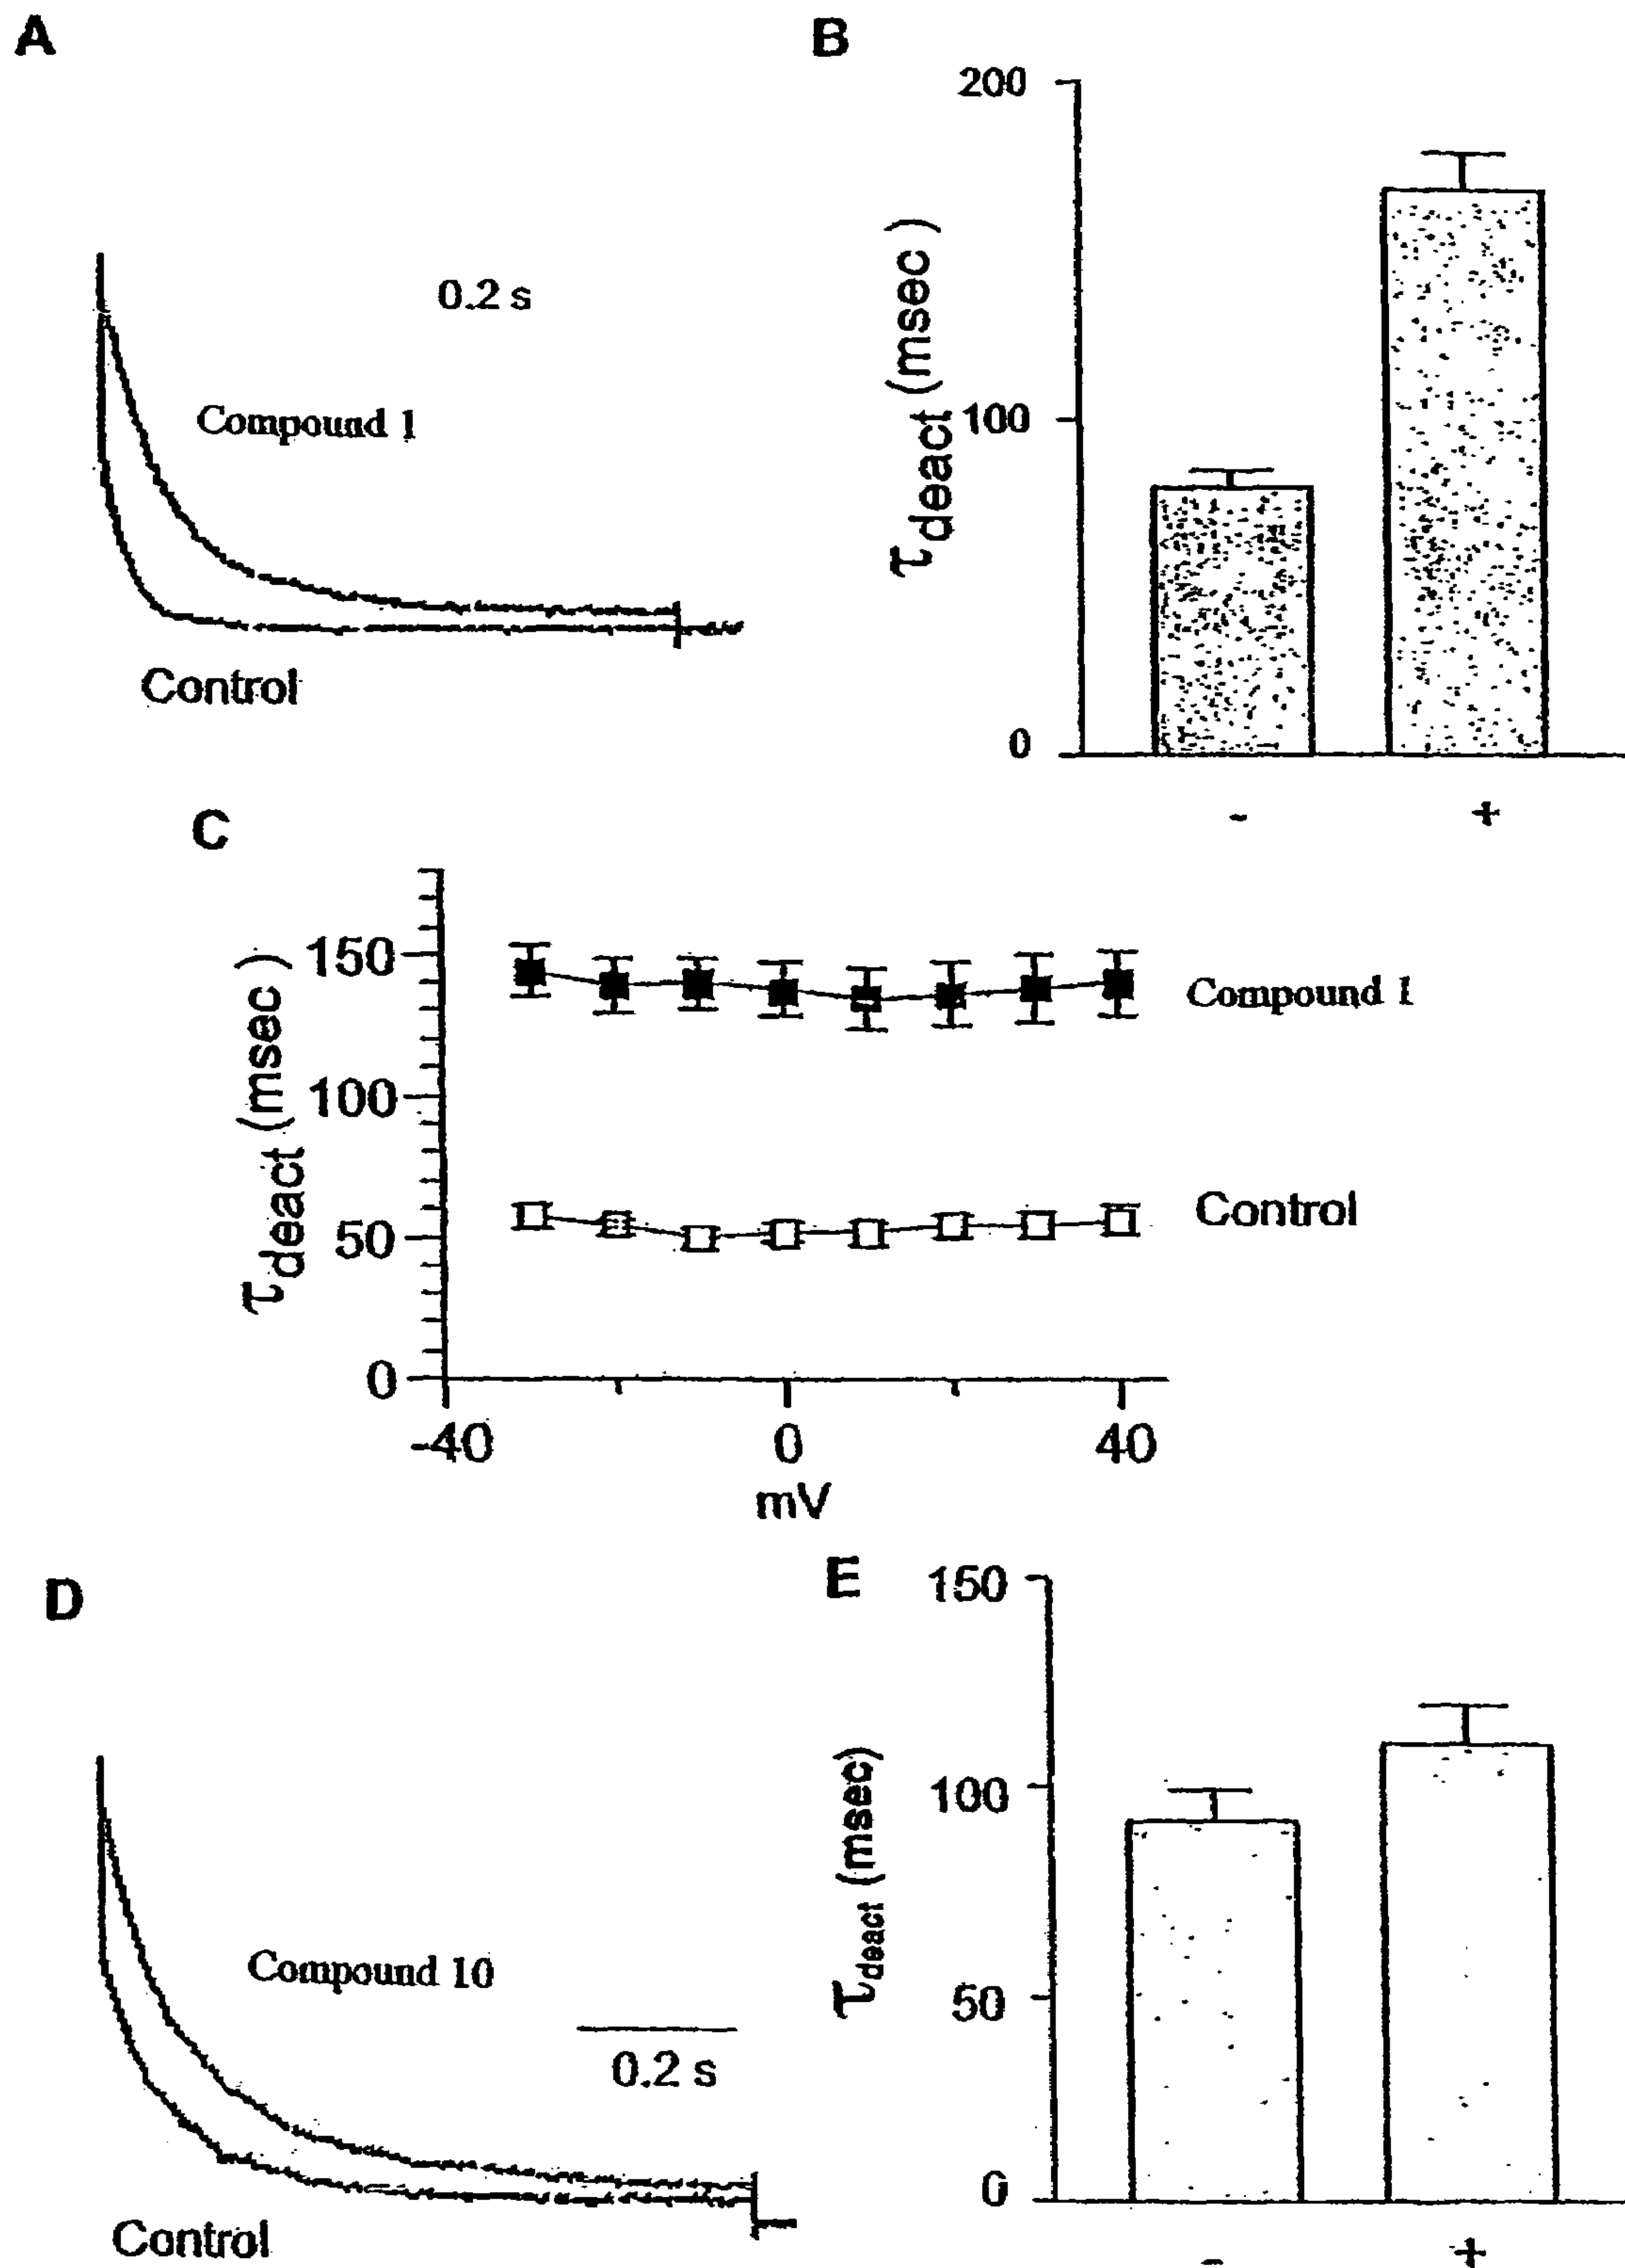 A
B
200
0.2 s
Compound 1
τdeact (msec)
100
Control
0
- +
C
150
Compound 1
τdeact (msec)
100
Control
50
0
-40 0 40
mV
D
E
150
τdeact (msec)
100
Compound 10
50
0.2 s
0
Control
- +